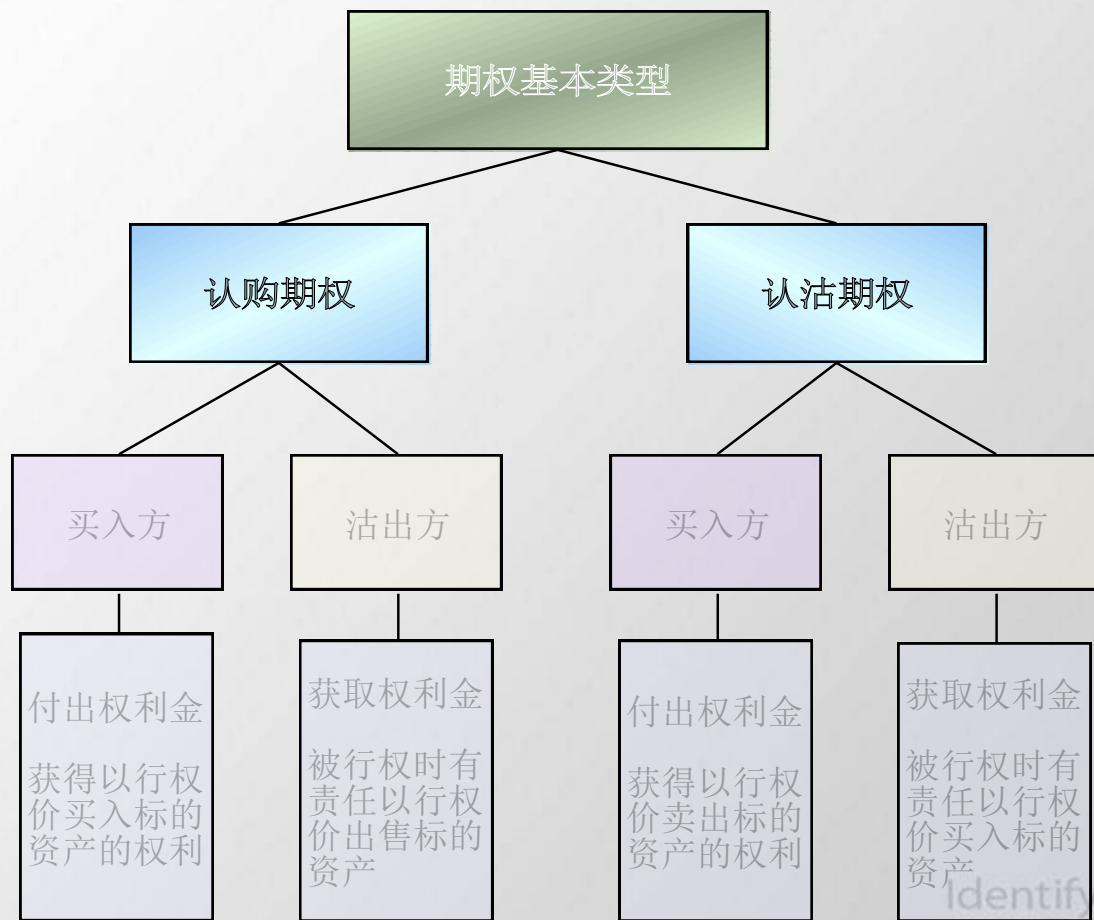 期权基本类型
认购期权
认沽期权
买入方
沽出方
买入方
沽出方
付出权利金
获得以行权
价买入标的
资产的权利
获取权利金
被行权时有
责任以行权
价出售标的
资产
付出权利金
获得以行权
价卖出标的
资产的权利
获取权利金
被行权时有
责任以行权
价买入标的
资产
Identify